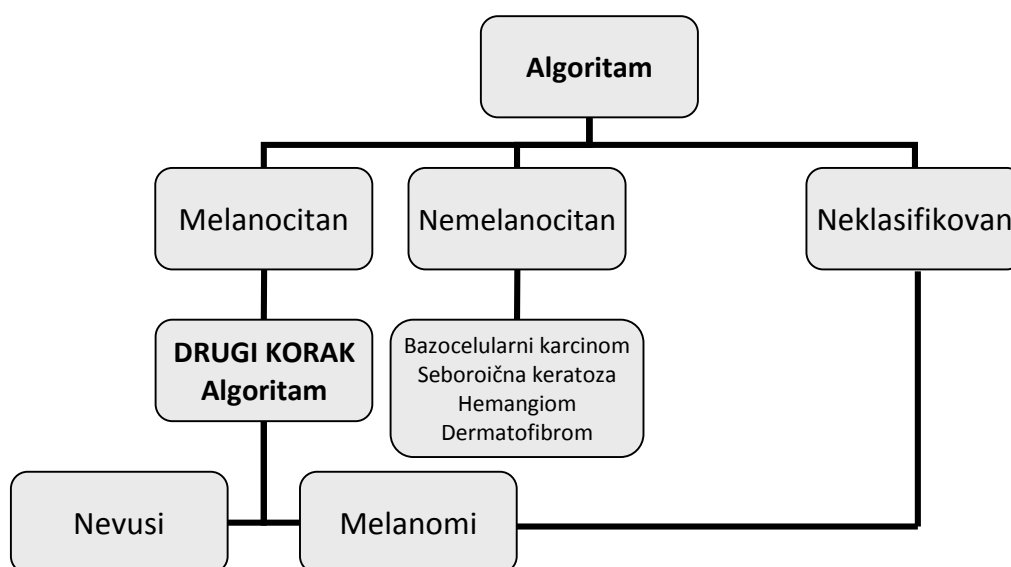 Algoritam
Melanocitan
Nemelanocitan
Neklasifikovan
DRUGI KORAK
Algoritam
Bazocelularni karcinom
Seboroična keratoza
Hemangiom
Dermatofibrom
Nevusi
Melanomi